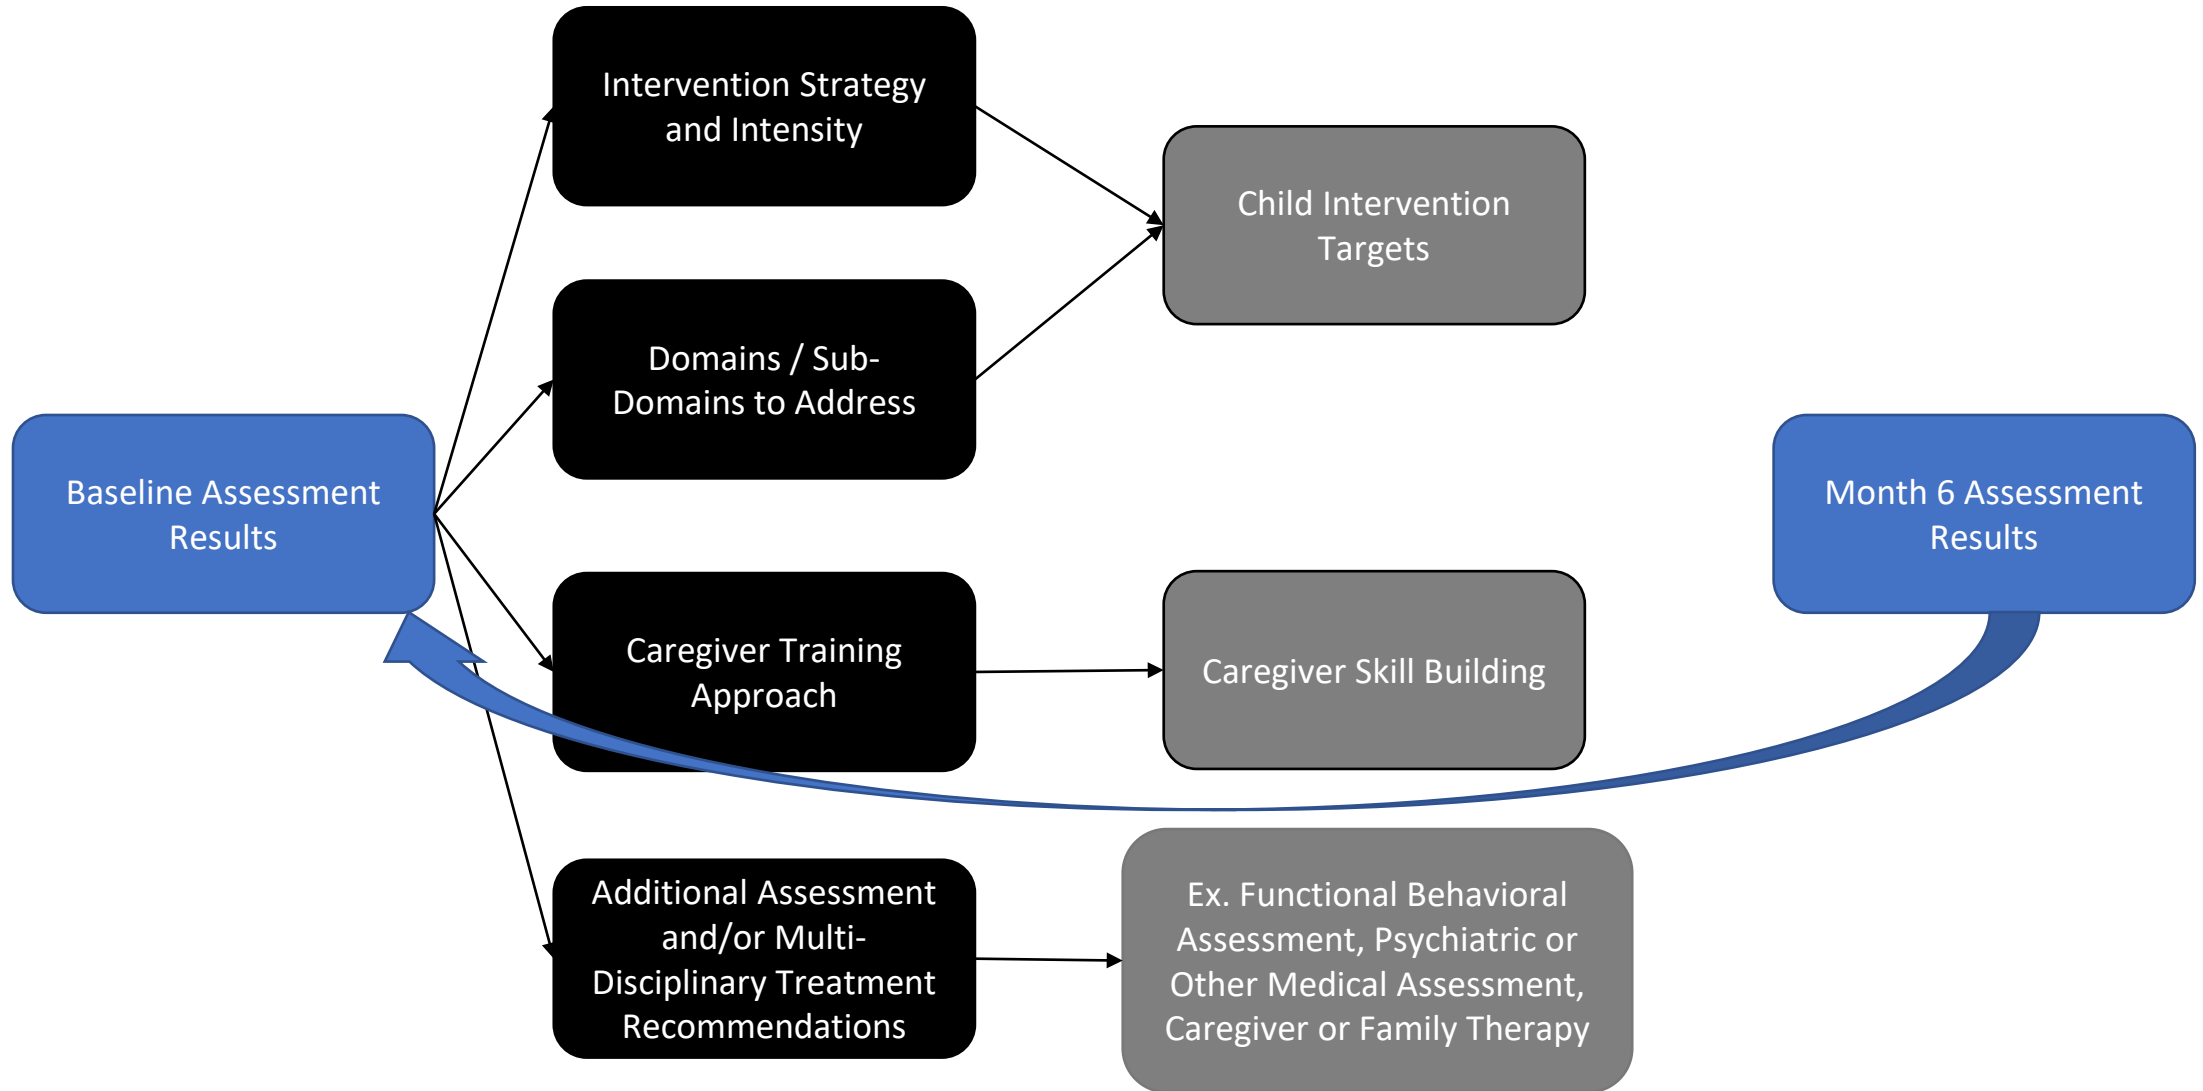 Intervention Strategy
and Intensity
Child Intervention
Targets
Domains / Sub-
Domains to Address
Baseline Assessment
Results
Month 6 Assessment
Results
Caregiver Training
Approach
Caregiver Skill Building
Additional Assessment
and/or Multi-
Disciplinary Treatment
Recommendations
Ex. Functional Behavioral
Assessment, Psychiatric or
Other Medical Assessment,
Caregiver or Family Therapy